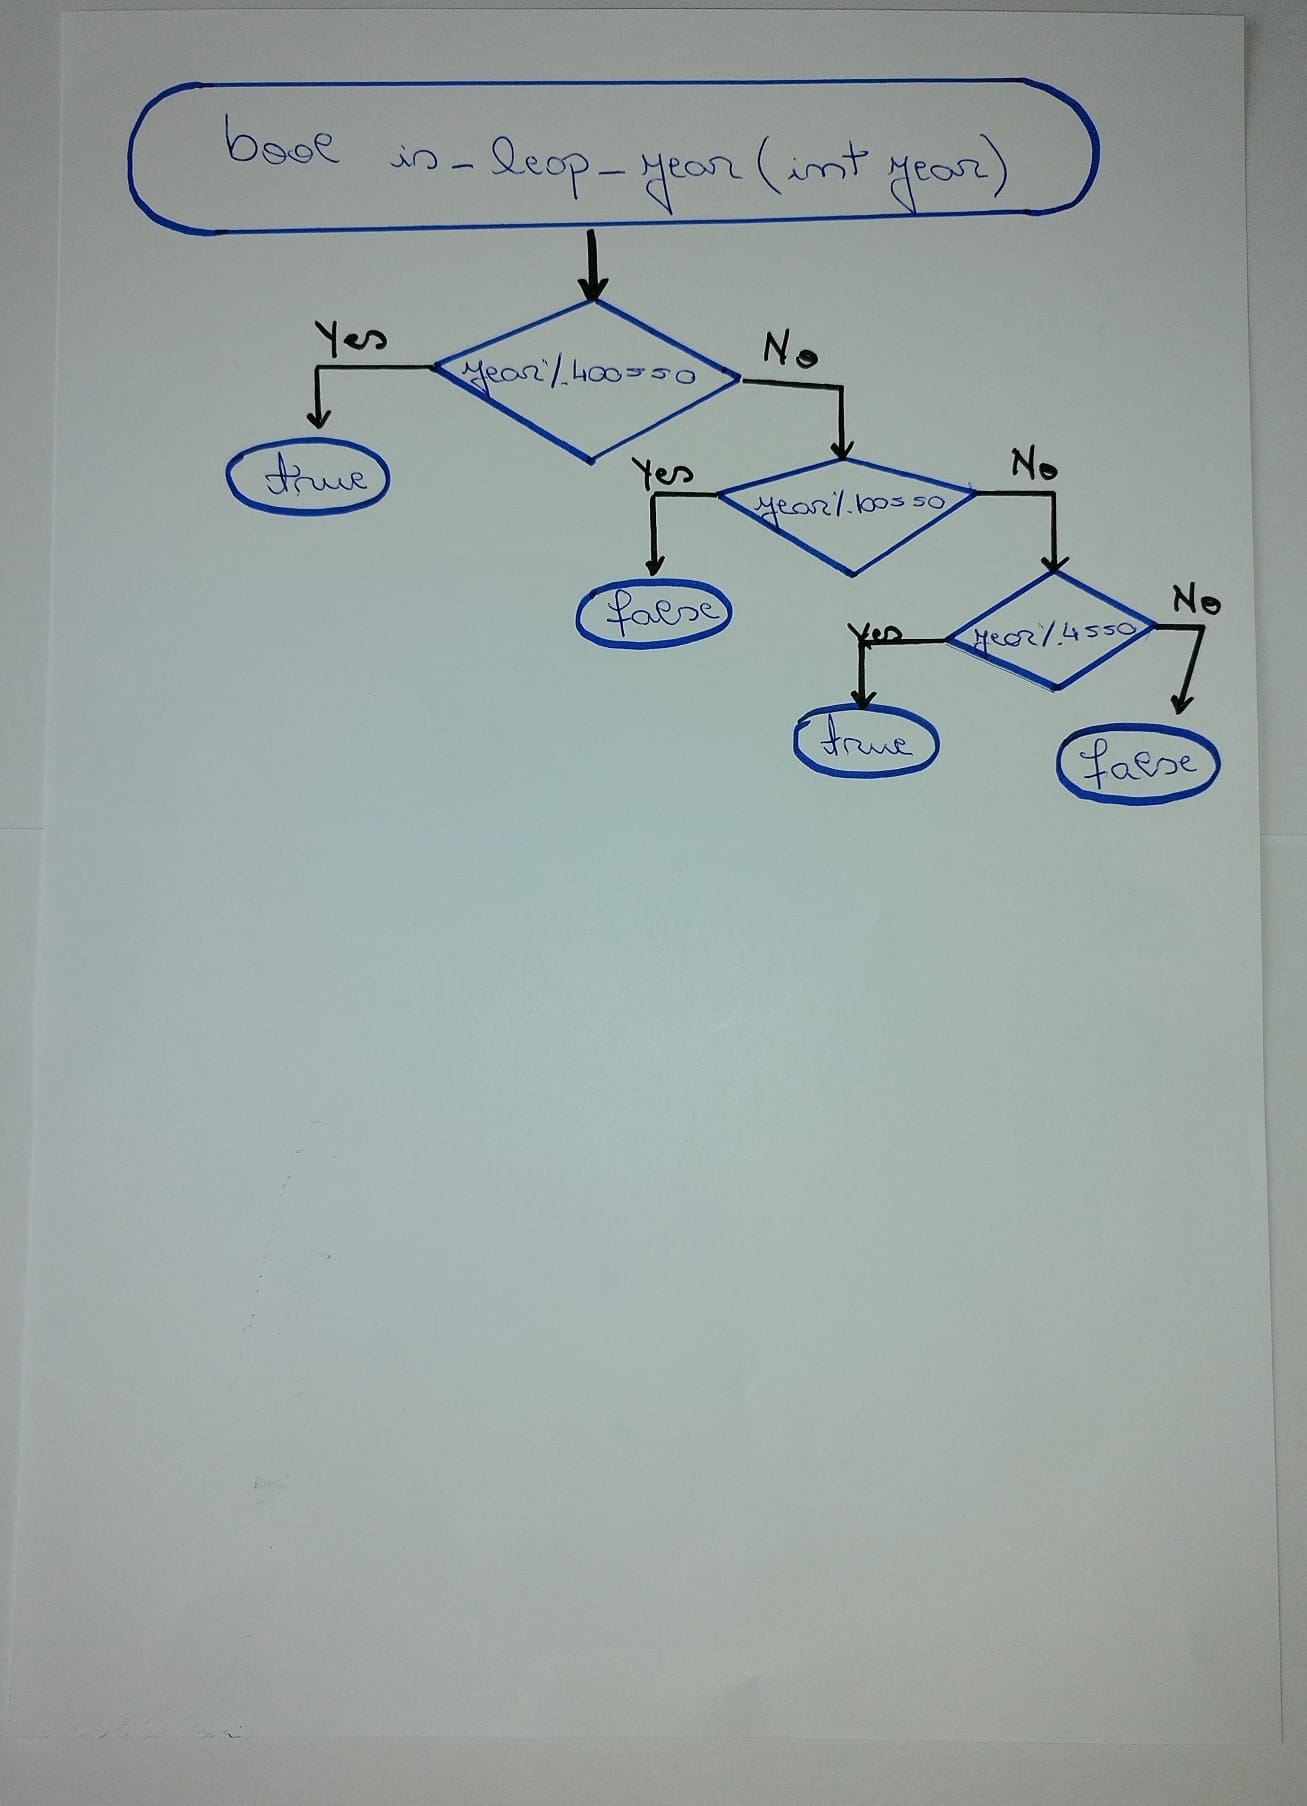 bool is_leap_year (int year)
Yes
No
year%400==0
true
Yes
No
year%100==0
false
Yes
No
year%4==0
true
false